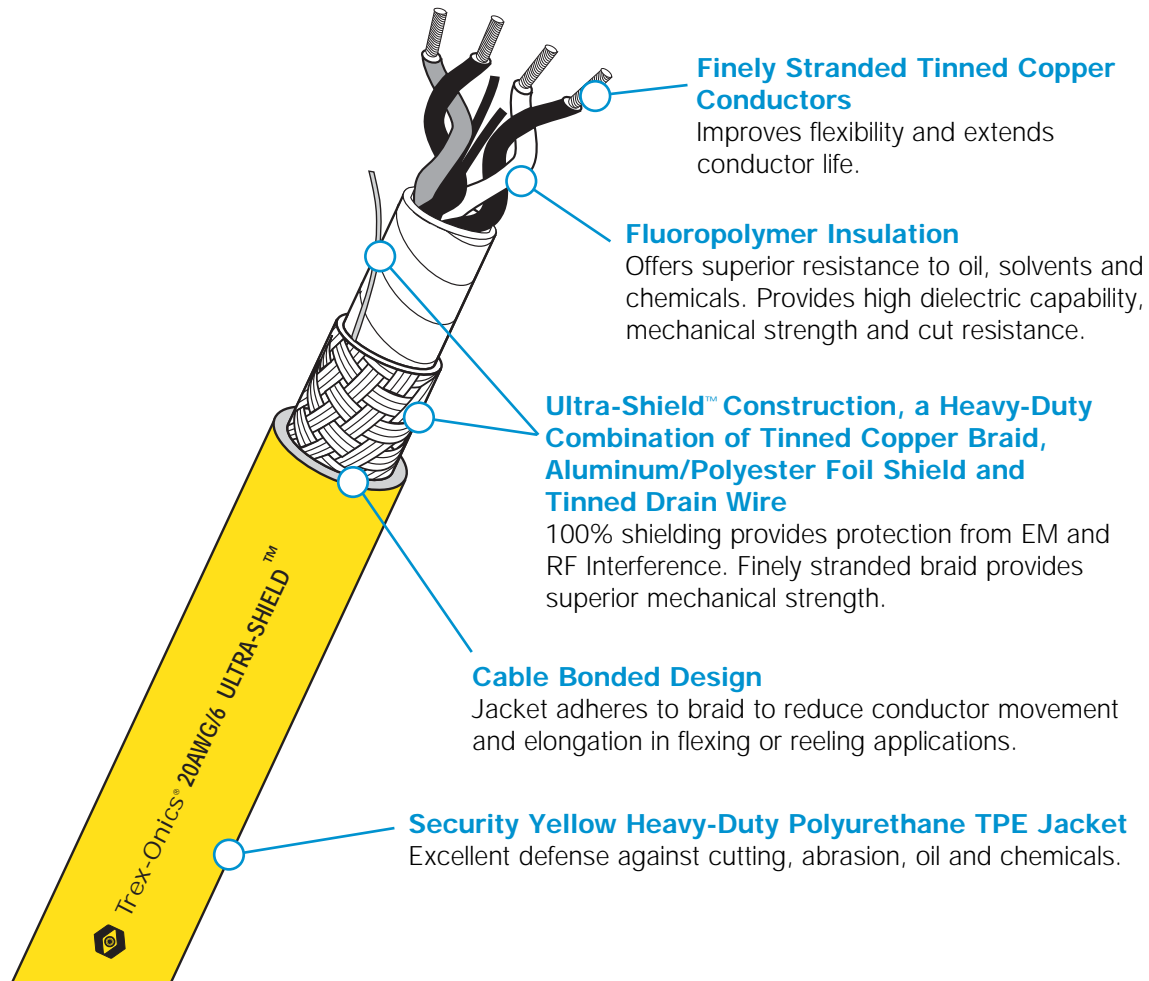 Finely Stranded Tinned Copper
Conductors
Improves flexibility and extends
conductor life.
Fluoropolymer Insulation
Offers superior resistance to oil, solvents and
chemicals. Provides high dielectric capability,
mechanical strength and cut resistance.
Ultra-Shield™ Construction, a Heavy-Duty
Combination of Tinned Copper Braid,
Aluminum/Polyester Foil Shield and
Tinned Drain Wire
100% shielding provides protection from EM and
RF Interference. Finely stranded braid provides
superior mechanical strength.
Cable Bonded Design
Jacket adheres to braid to reduce conductor movement
and elongation in flexing or reeling applications.
Security Yellow Heavy-Duty Polyurethane TPE Jacket
Excellent defense against cutting, abrasion, oil and chemicals.
Trex-Onics® 20AWG/6 ULTRA-SHIELD™